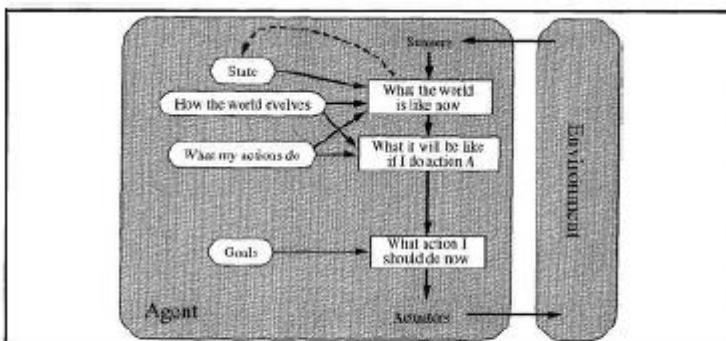 Sensors
State
What the world
is like now
How the world evolves
What it will be like
if I do action A
What my actions do
Goals
What action I
should do now
Agent
Actuators
Environment